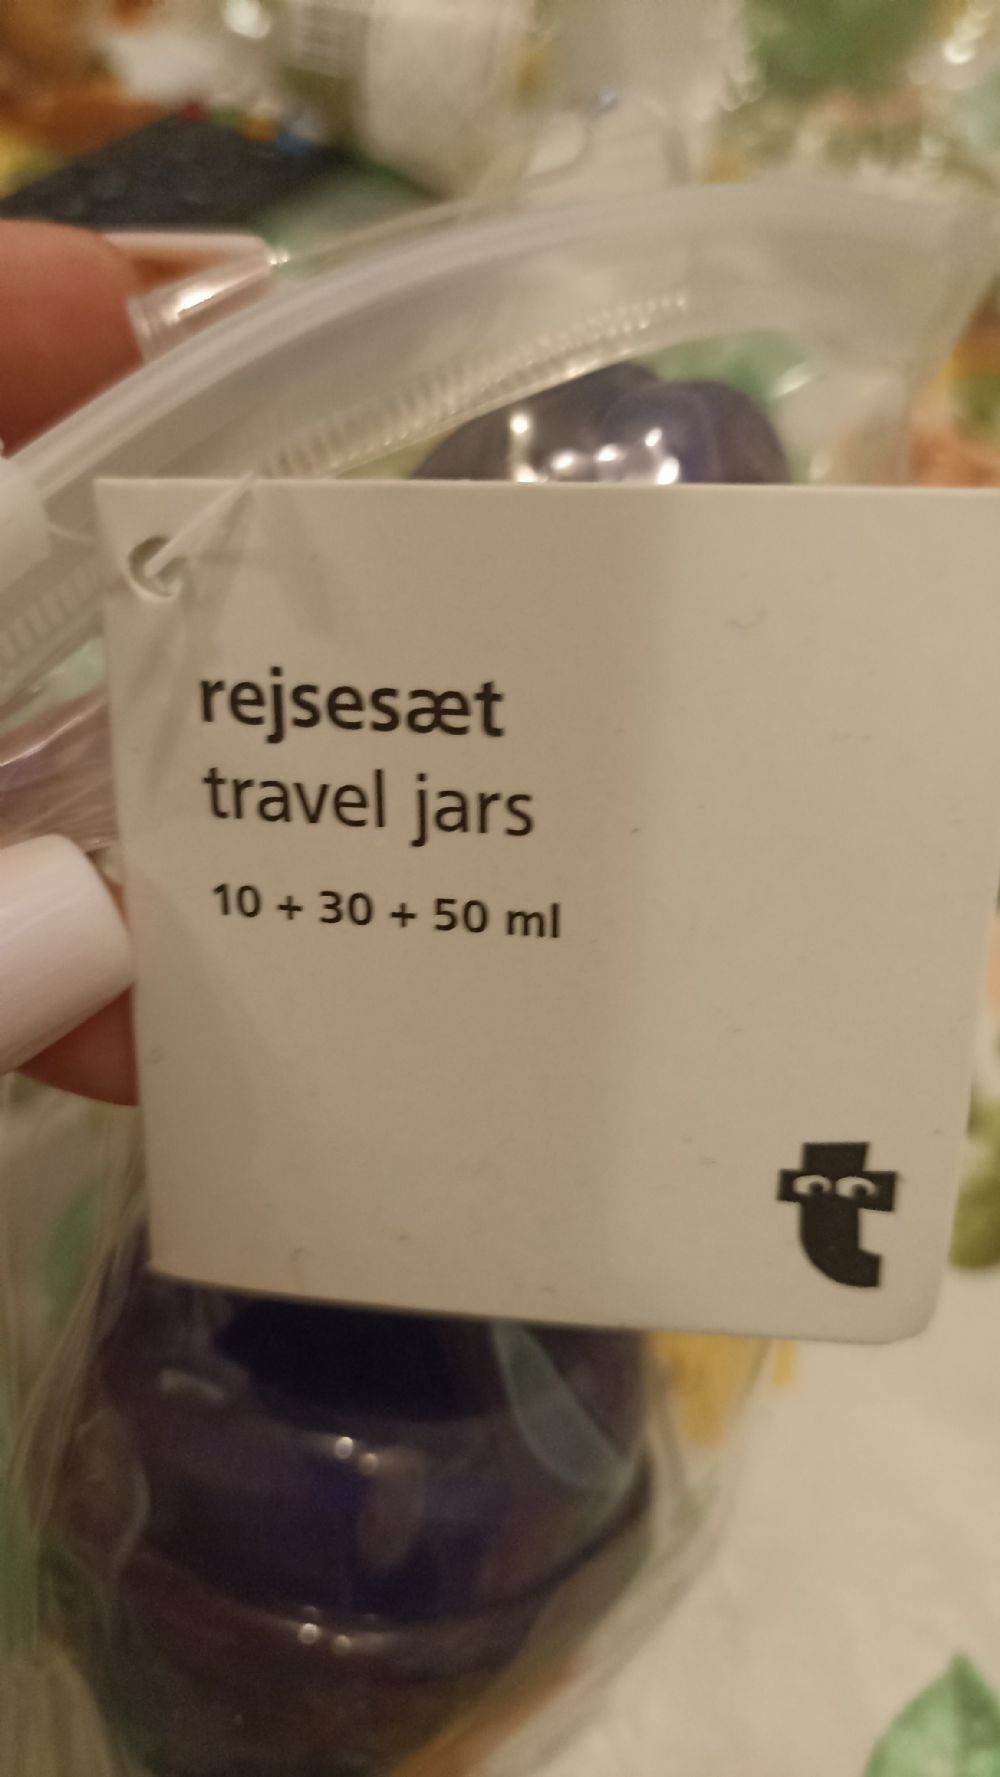 rejsesæt
travel jars
10 + 30 + 50 ml
t